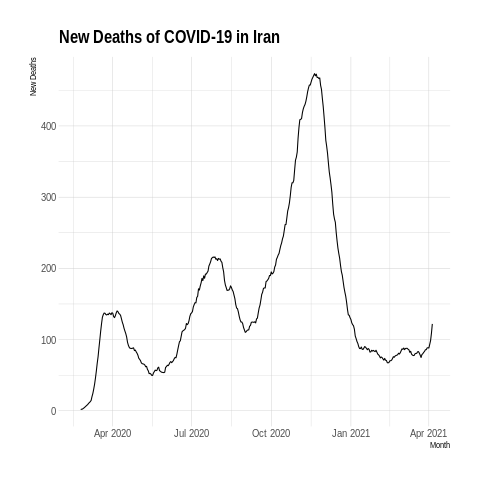 New Deaths of COVID-19 in Iran
New Deaths
400
300
200
100
0
Apr 2020 Jul 2020 Oct 2020 Jan 2021 Apr 2021
Month